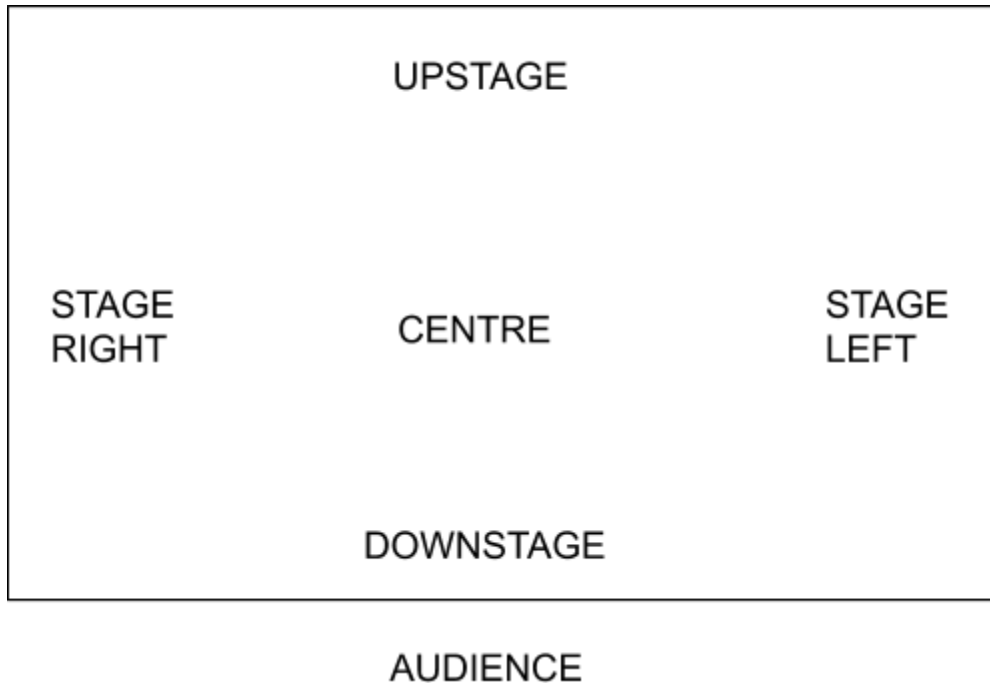 UPSTAGE
STAGE
RIGHT
CENTRE
STAGE
LEFT
DOWNSTAGE
AUDIENCE